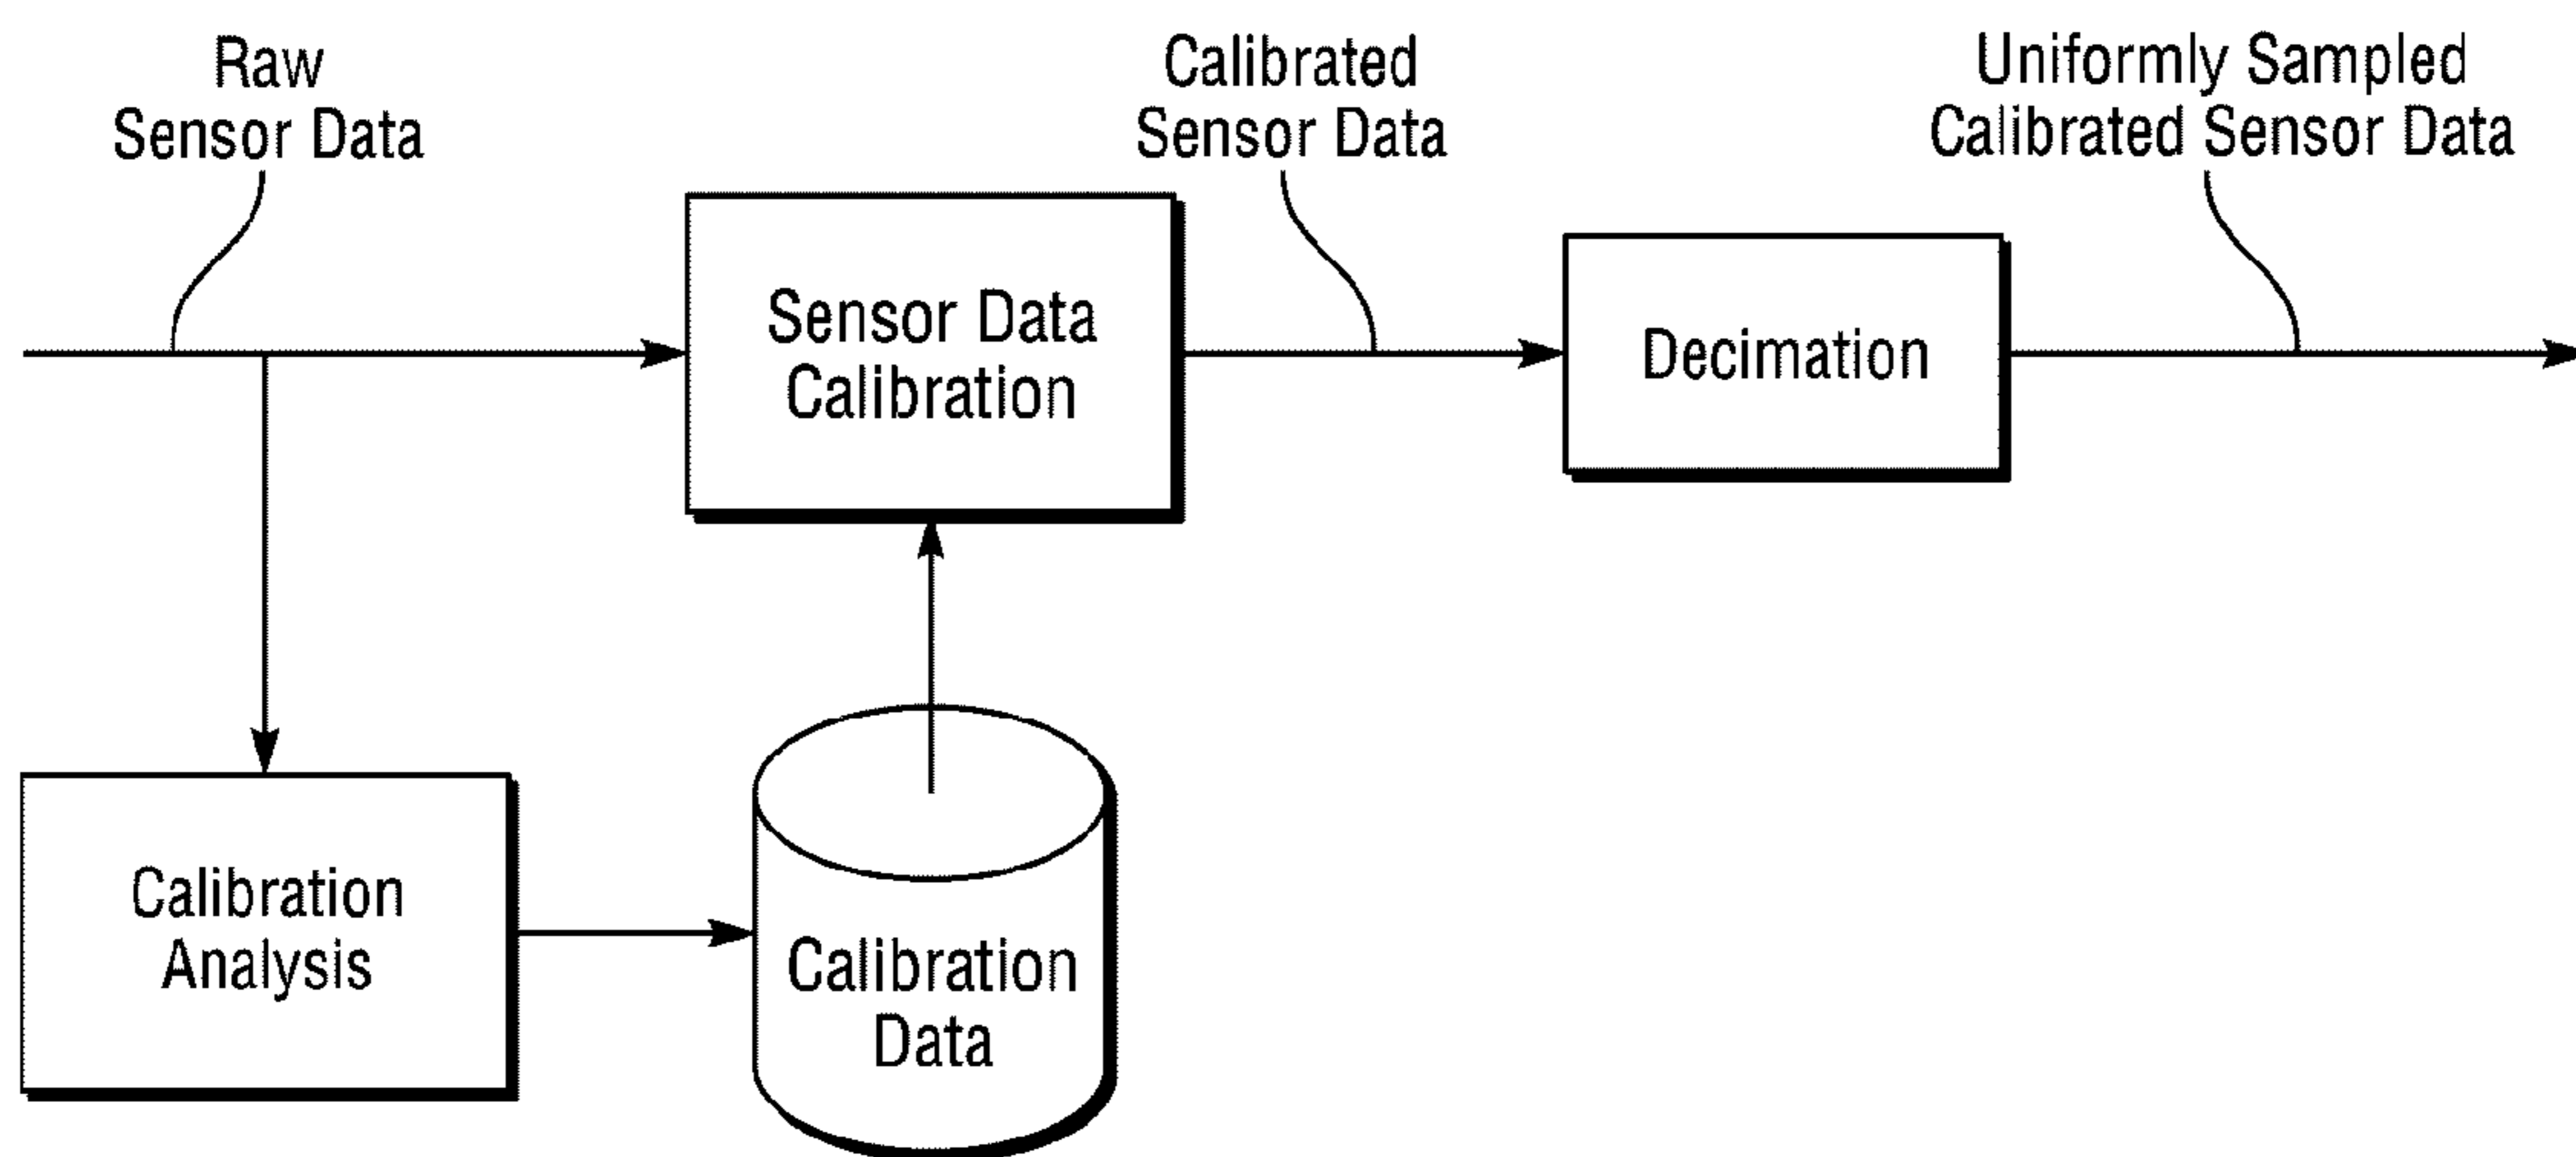 Raw
Sensor Data
Calibrated
Sensor Data
Uniformly Sampled
Calibrated Sensor Data
Sensor Data
Calibration
Decimation
Calibration
Analysis
Calibration
Data